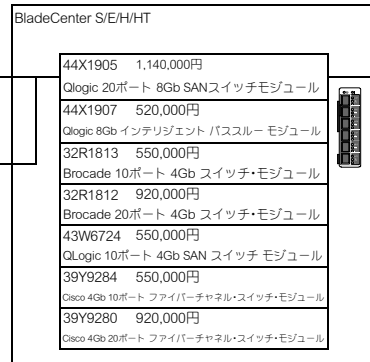 BladeCenter S/E/H/HT
44X1905 1,140,000円
Qlogic 20ポート 8Gb SANスイッチモジュール
44X1907 520,000円
Qlogic 8Gb インテリジェント パススルー モジュール
32R1813 550,000円
Brocade 10ポート 4Gb スイッチ・モジュール
32R1812 920,000円
Brocade 20ポート 4Gb スイッチ・モジュール
43W6724 550,000円
QLogic 10ポート 4Gb SAN スイッチ モジュール
39Y9284 550,000円
Cisco 4Gb 10ポート ファイバーチャネル・スイッチ・モジュール
39Y9280 920,000円
Cisco 4Gb 20ポート ファイバーチャネル・スイッチ・モジュール